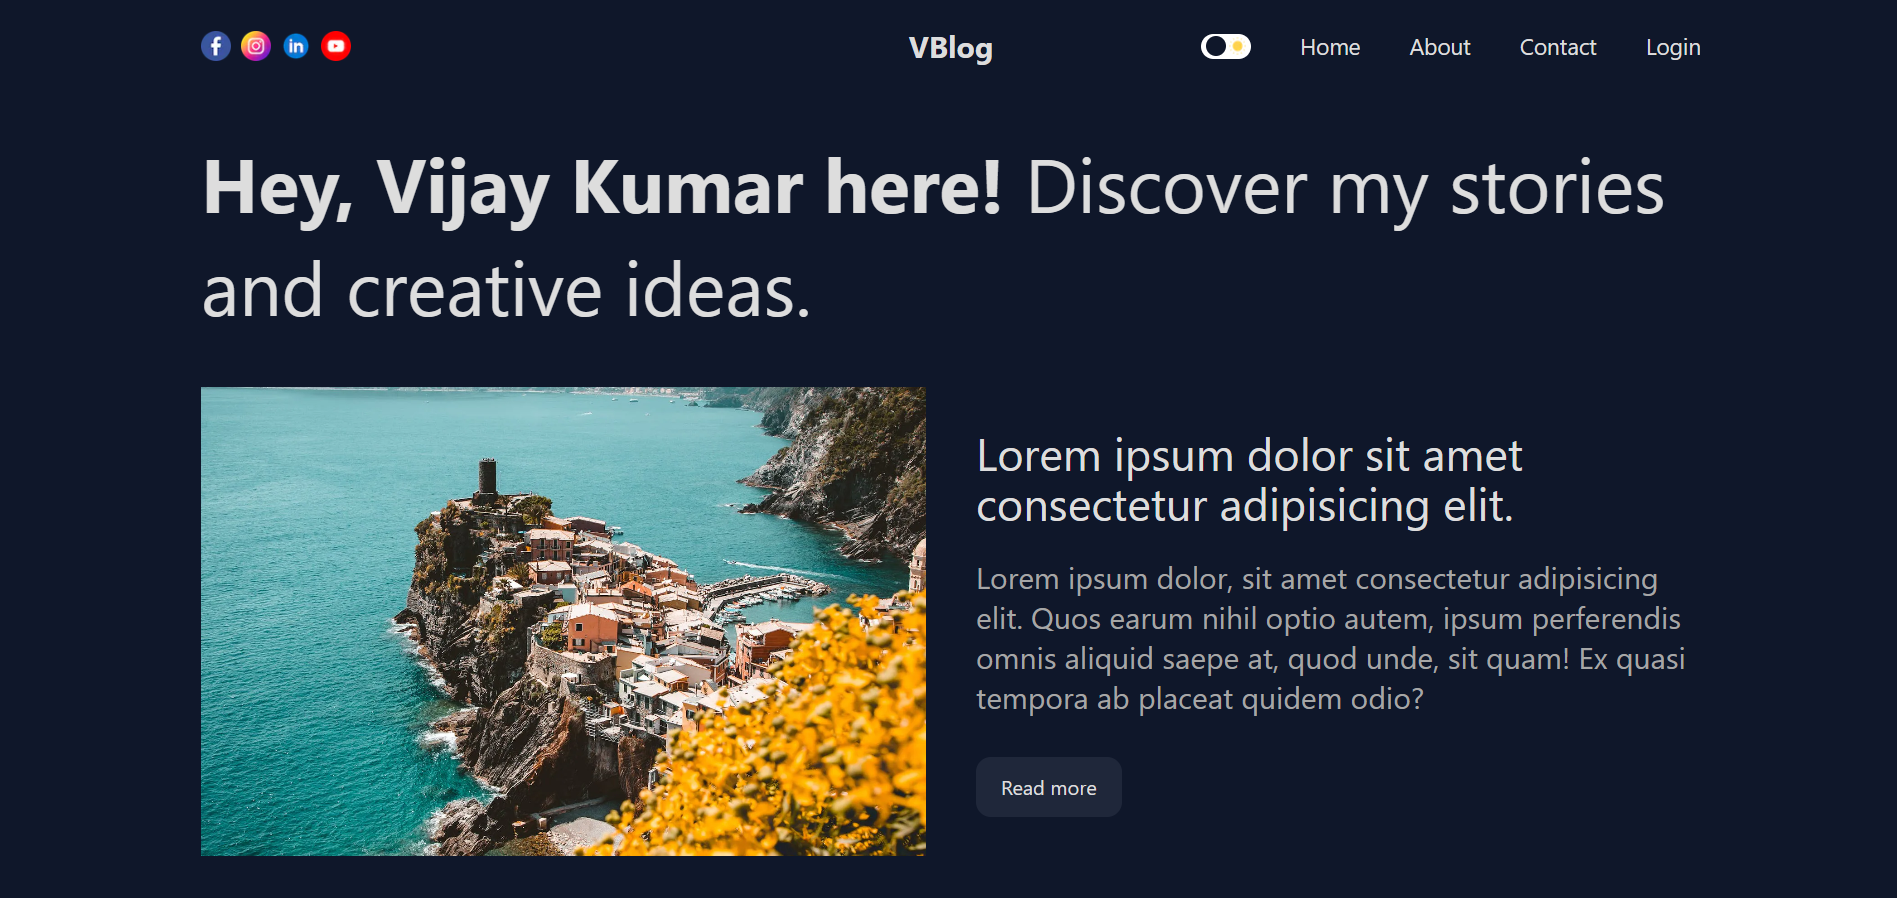 VBlog
Home
About
Contact
Login
Hey, Vijay Kumar here! Discover my stories
and creative ideas.
Lorem ipsum dolor sit amet
consectetur adipisicing elit.
Lorem ipsum dolor, sit amet consectetur adipisicing
elit. Quos earum nihil optio autem, ipsum perferendis
omnis aliquid saepe at, quod unde, sit quam! Ex quasi
tempora ab placeat quidem odio?
Read more